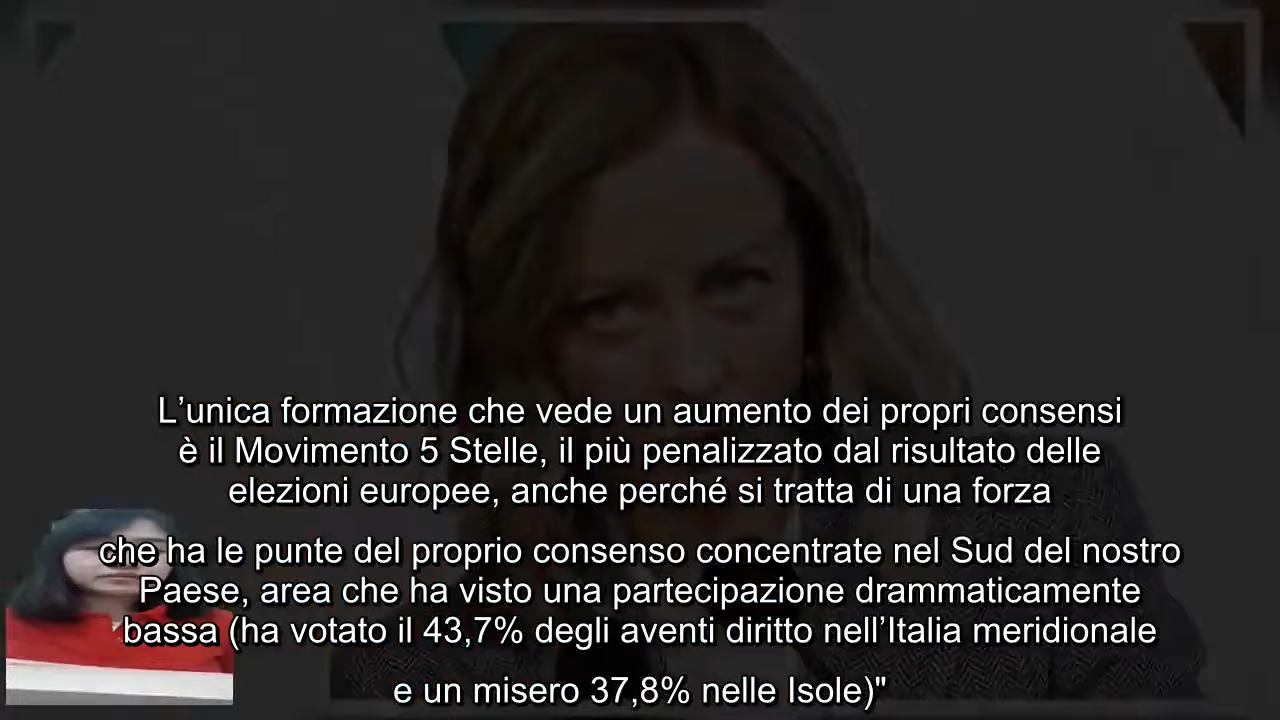 L’unica formazione che vede un aumento dei propri consensi
è il Movimento 5 Stelle, il più penalizzato dal risultato delle
elezioni europee, anche perché si tratta di una forza
che ha le punte del proprio consenso concentrate nel Sud del nostro
Paese, area che ha visto una partecipazione drammaticamente
bassa (ha votato il 43,7% degli aventi diritto nell’Italia meridionale
e un misero 37,8% nelle Isole)"